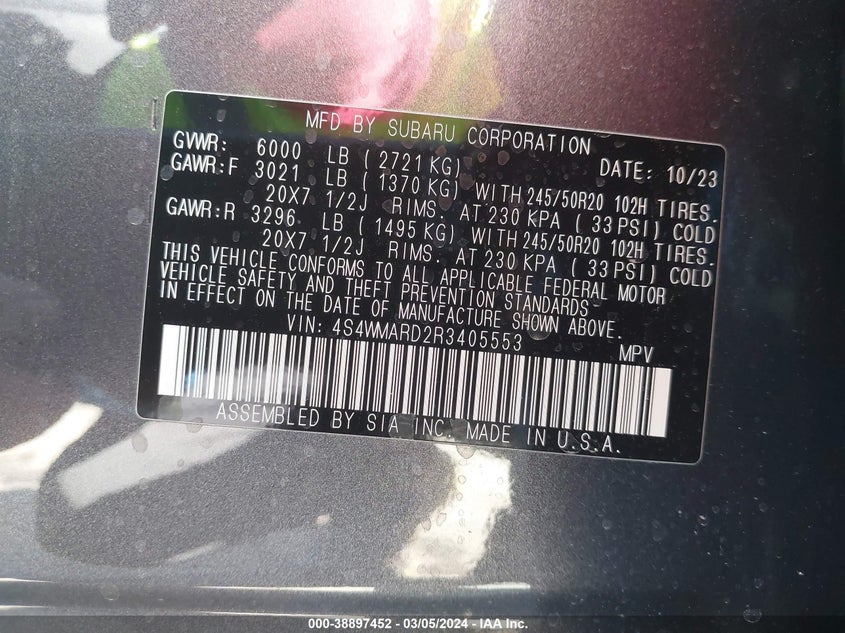 MFD BY SUBARU CORPORATION
GVWR: 6000 LB ( 2721 KG) DATE: 10/23
GAWR:F 3021 LB ( 1370 KG) WITH 245/50R20 102H TIRES.
20X7 1/2J RIMS: AT 230 KPA ( 33 PSI) COLD
GAWR:R 3296 LB ( 1495 KG) WITH 245/50R20 102H TIRES.
20X7 1/2J RIMS: AT 230 KPA ( 33 PSI) COLD
THIS VEHICLE CONFORMS TO ALL APPLICABLE FEDERAL MOTOR
VEHICLE SAFETY AND THEFT PREVENTION STANDARDS
IN EFFECT ON THE DATE OF MANUFACTURE SHOWN ABOVE.
VIN: 4S4WMARD2R3405553 MPV
ASSEMBLED BY SIA INC. MADE IN U.S.A.
000-38897452 - 03/05/2024 - IAA Inc.